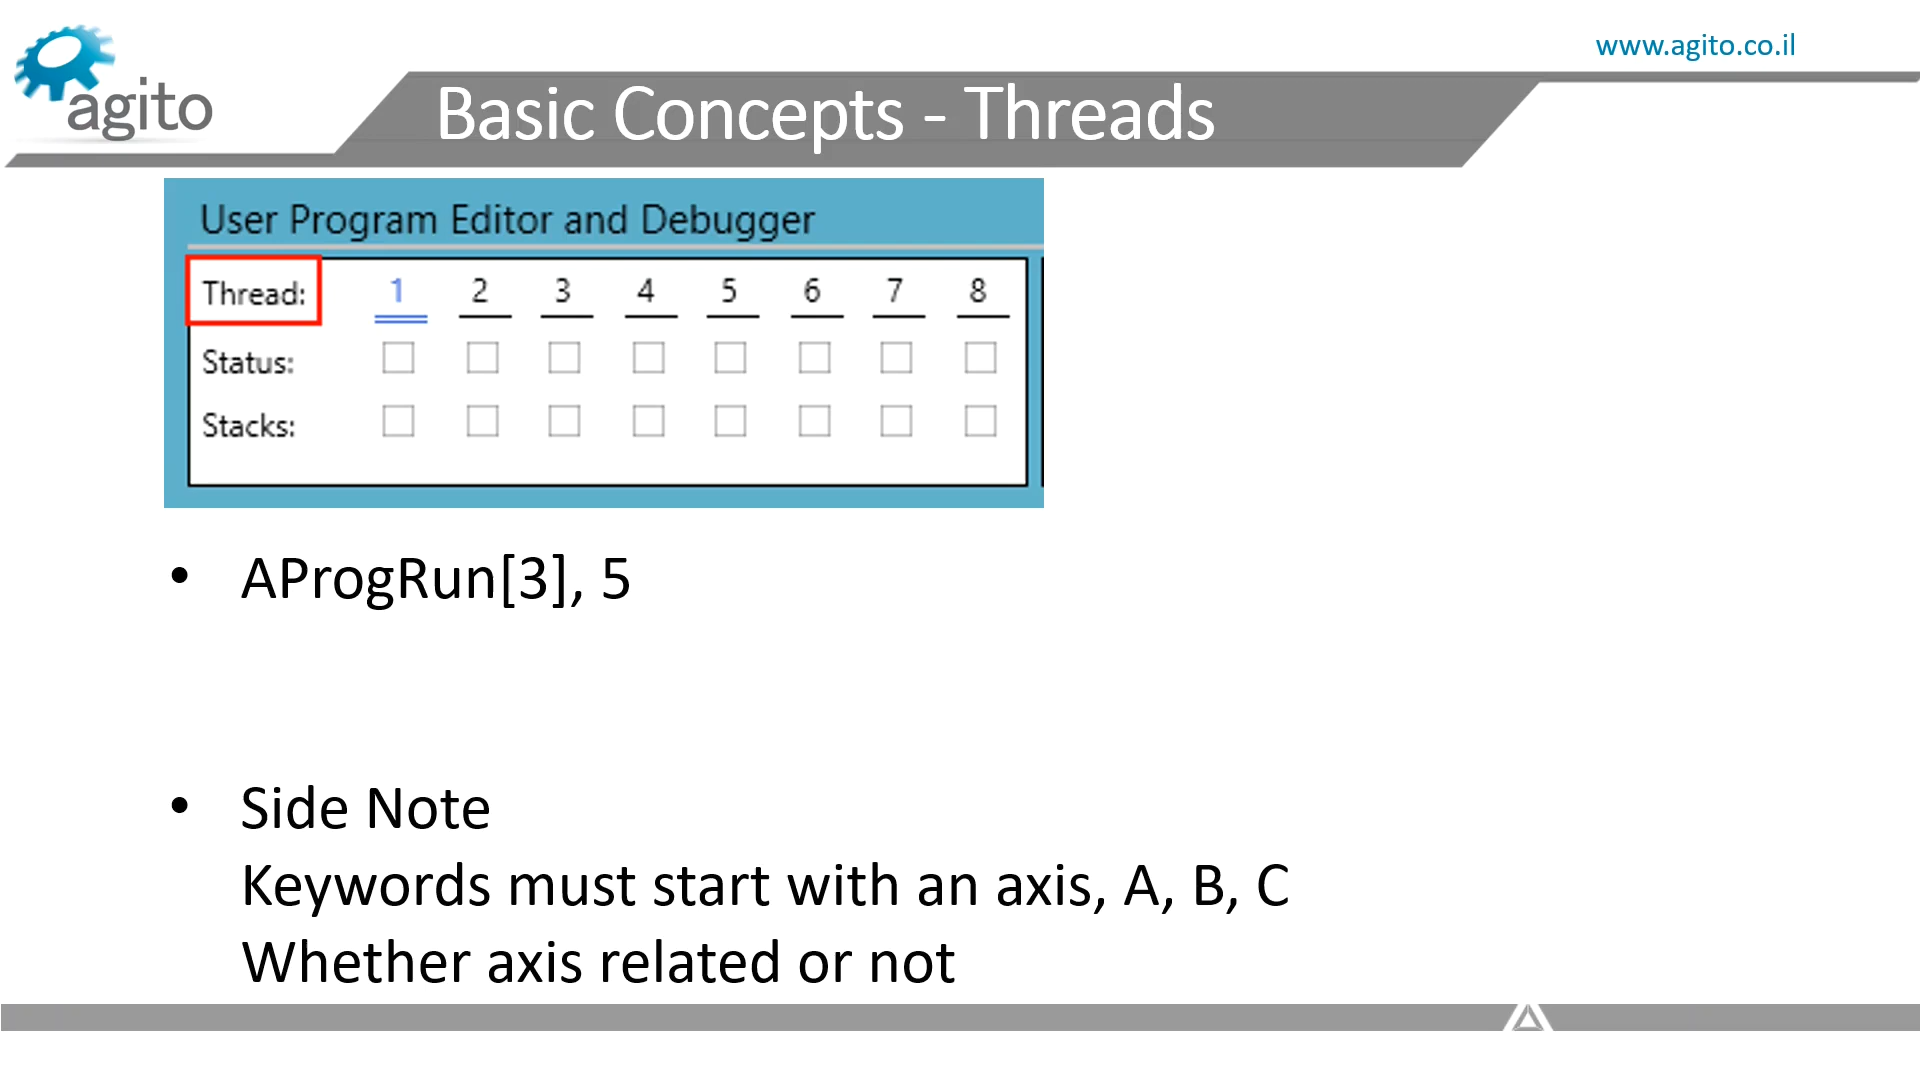 agito
www.agito.co.il
Basic Concepts - Threads
User Program Editor and Debugger
Thread: 1 2 3 4 5 6 7 8
Status:
Stacks:
• AProgRun[3], 5
• Side Note
Keywords must start with an axis, A, B, C
Whether axis related or not